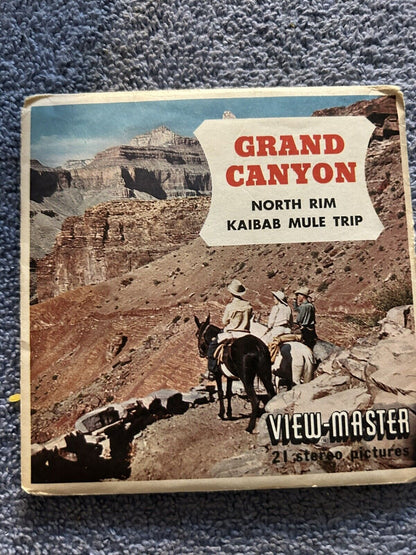 GRAND
CANYON
NORTH RIM
KAIBAB MULE TRIP
VIEW-MASTER
21 stereo pictures